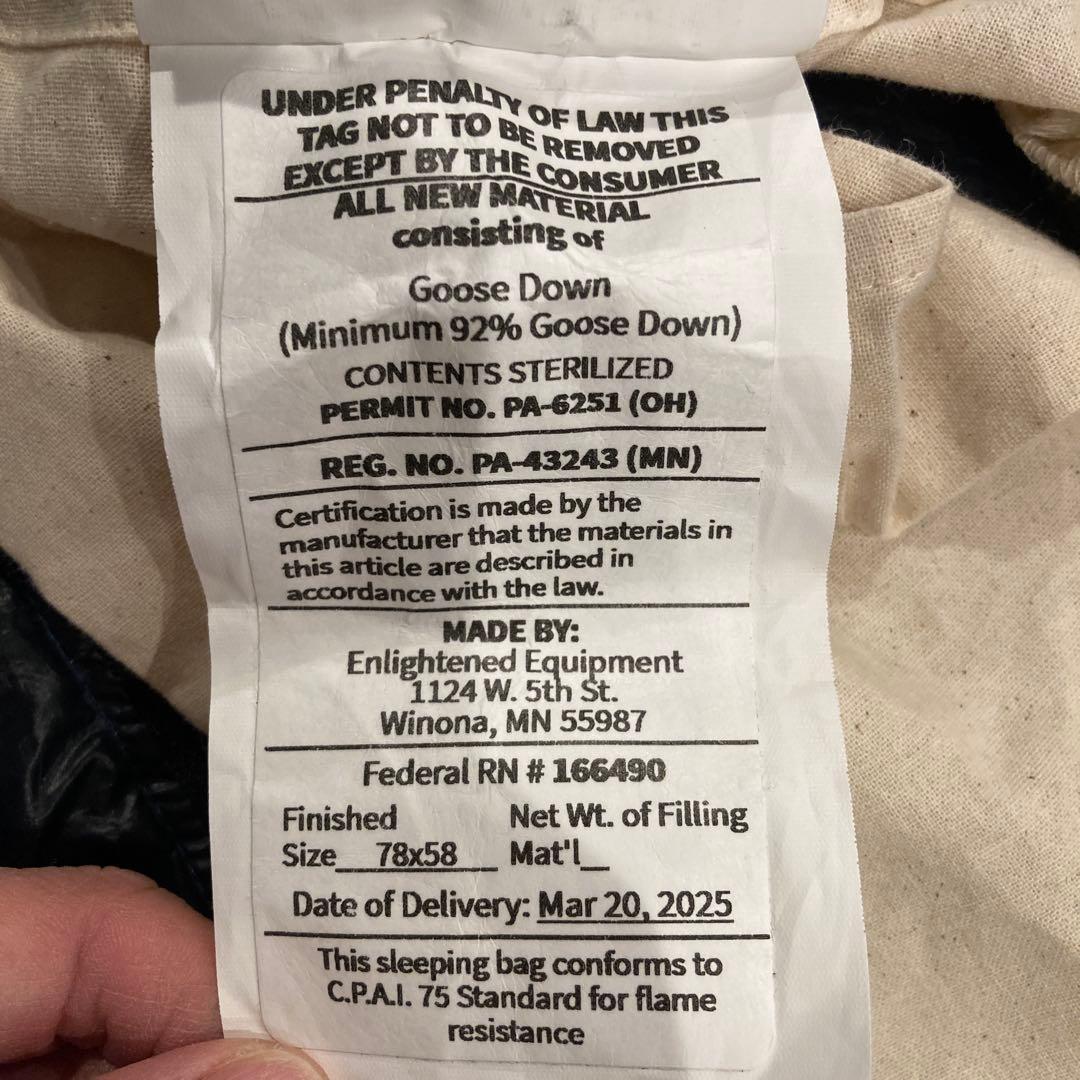 UNDER PENALTY OF LAW THIS
TAG NOT TO BE REMOVED
EXCEPT BY THE CONSUMER
ALL NEW MATERIAL
consisting of
Goose Down
(Minimum 92% Goose Down)
CONTENTS STERILIZED
PERMIT NO. PA-6251 (OH)
REG. NO. PA-43243 (MN)
Certification is made by the
manufacturer that the materials in
this article are described in
accordance with the law.
MADE BY:
Enlightened Equipment
1124 W. 5th St.
Winona, MN 55987
Federal RN # 166490
Finished Net Wt. of Filling
Size 78x58 Mat'l__
Date of Delivery: Mar 20, 2025
This sleeping bag conforms to
C.P.A.I. 75 Standard for flame
resistance